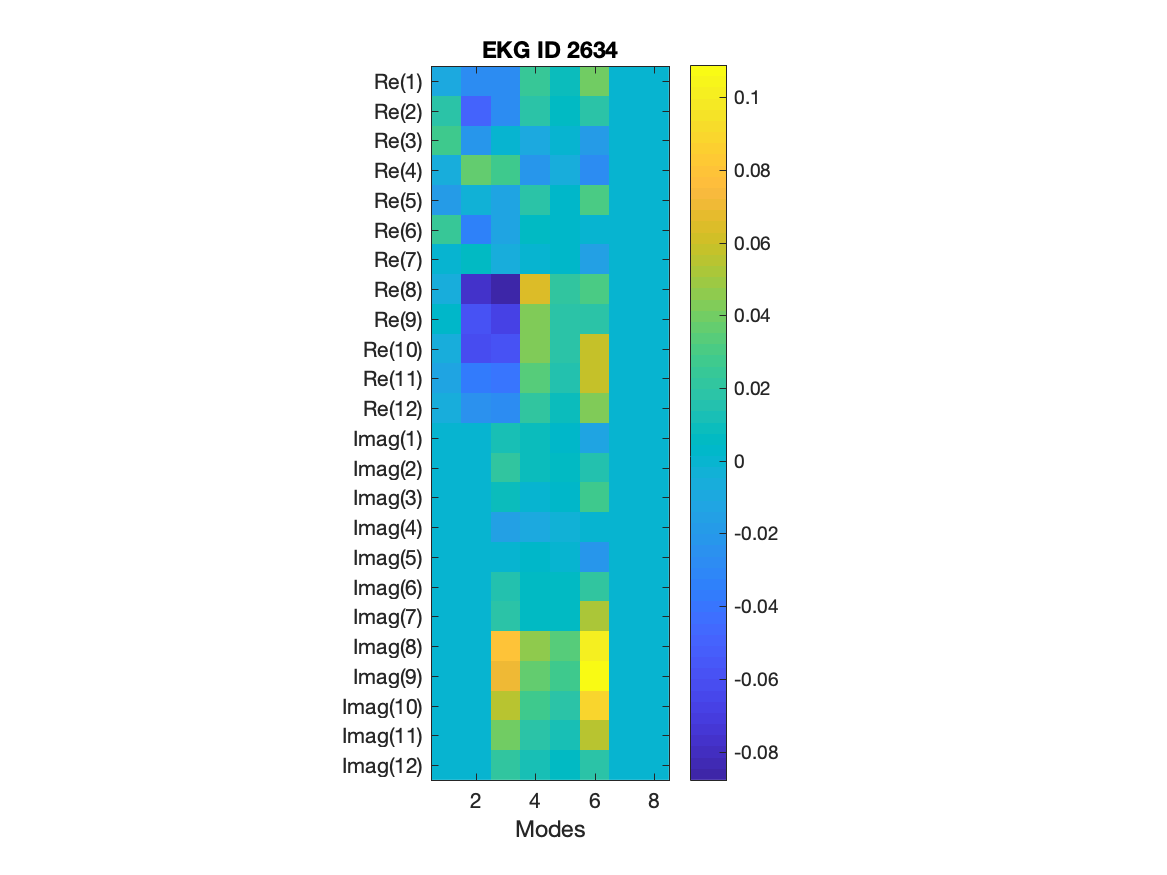 EKG ID 2634
Re(1)
Re(2)
Re(3)
Re(4)
Re(5)
Re(6)
Re(7)
Re(8)
Re(9)
Re(10)
Re(11)
Re(12)
Imag(1)
Imag(2)
Imag(3)
Imag(4)
Imag(5)
Imag(6)
Imag(7)
Imag(8)
Imag(9)
Imag(10)
Imag(11)
Imag(12)
2 4 6 8
Modes
0.1
0.08
0.06
0.04
0.02
0
-0.02
-0.04
-0.06
-0.08